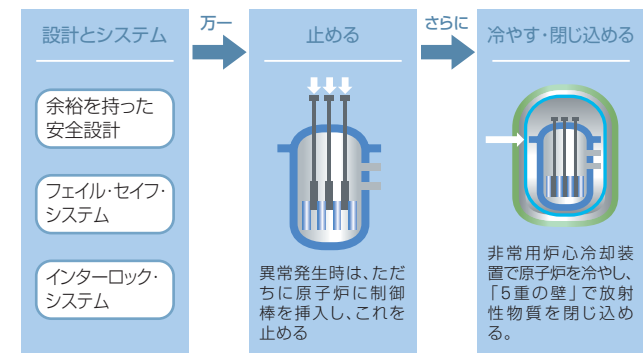 設計とシステム
余裕を持った
安全設計
フェイル・セイフ・
システム
インターロック・
システム
万一
止める
異常発生時は、ただ
ちに原子炉に制御
棒を挿入し、これを
止める
さらに
冷やす・閉じ込める
非常用炉心冷却装
置で原子炉を冷やし、
「5重の壁」で放射
性物質を閉じ込め
る。